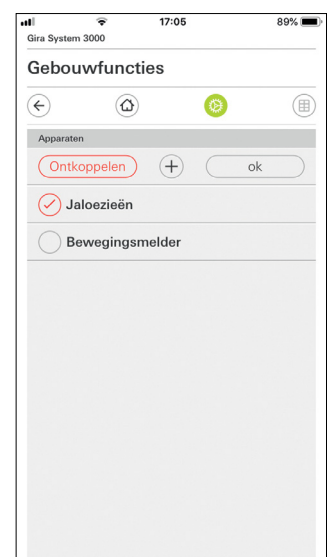 17:05 89%
Gira System 3000
Gebouwfuncties
Apparaten
Ontkoppelen + ok
Jaloezieën
Bewegingsmelder